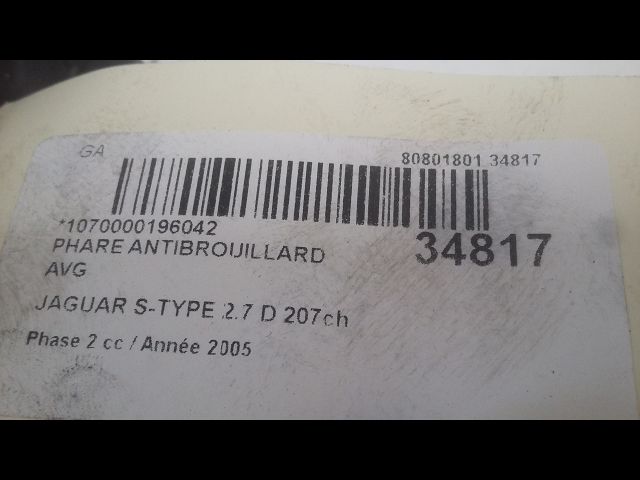 GA 80801801 34817
*1070000196042
34817
PHARE ANTIBROUILLARD
AVG
JAGUAR S-TYPE 2.7 D 207ch
Phase 2 cc / Année 2005